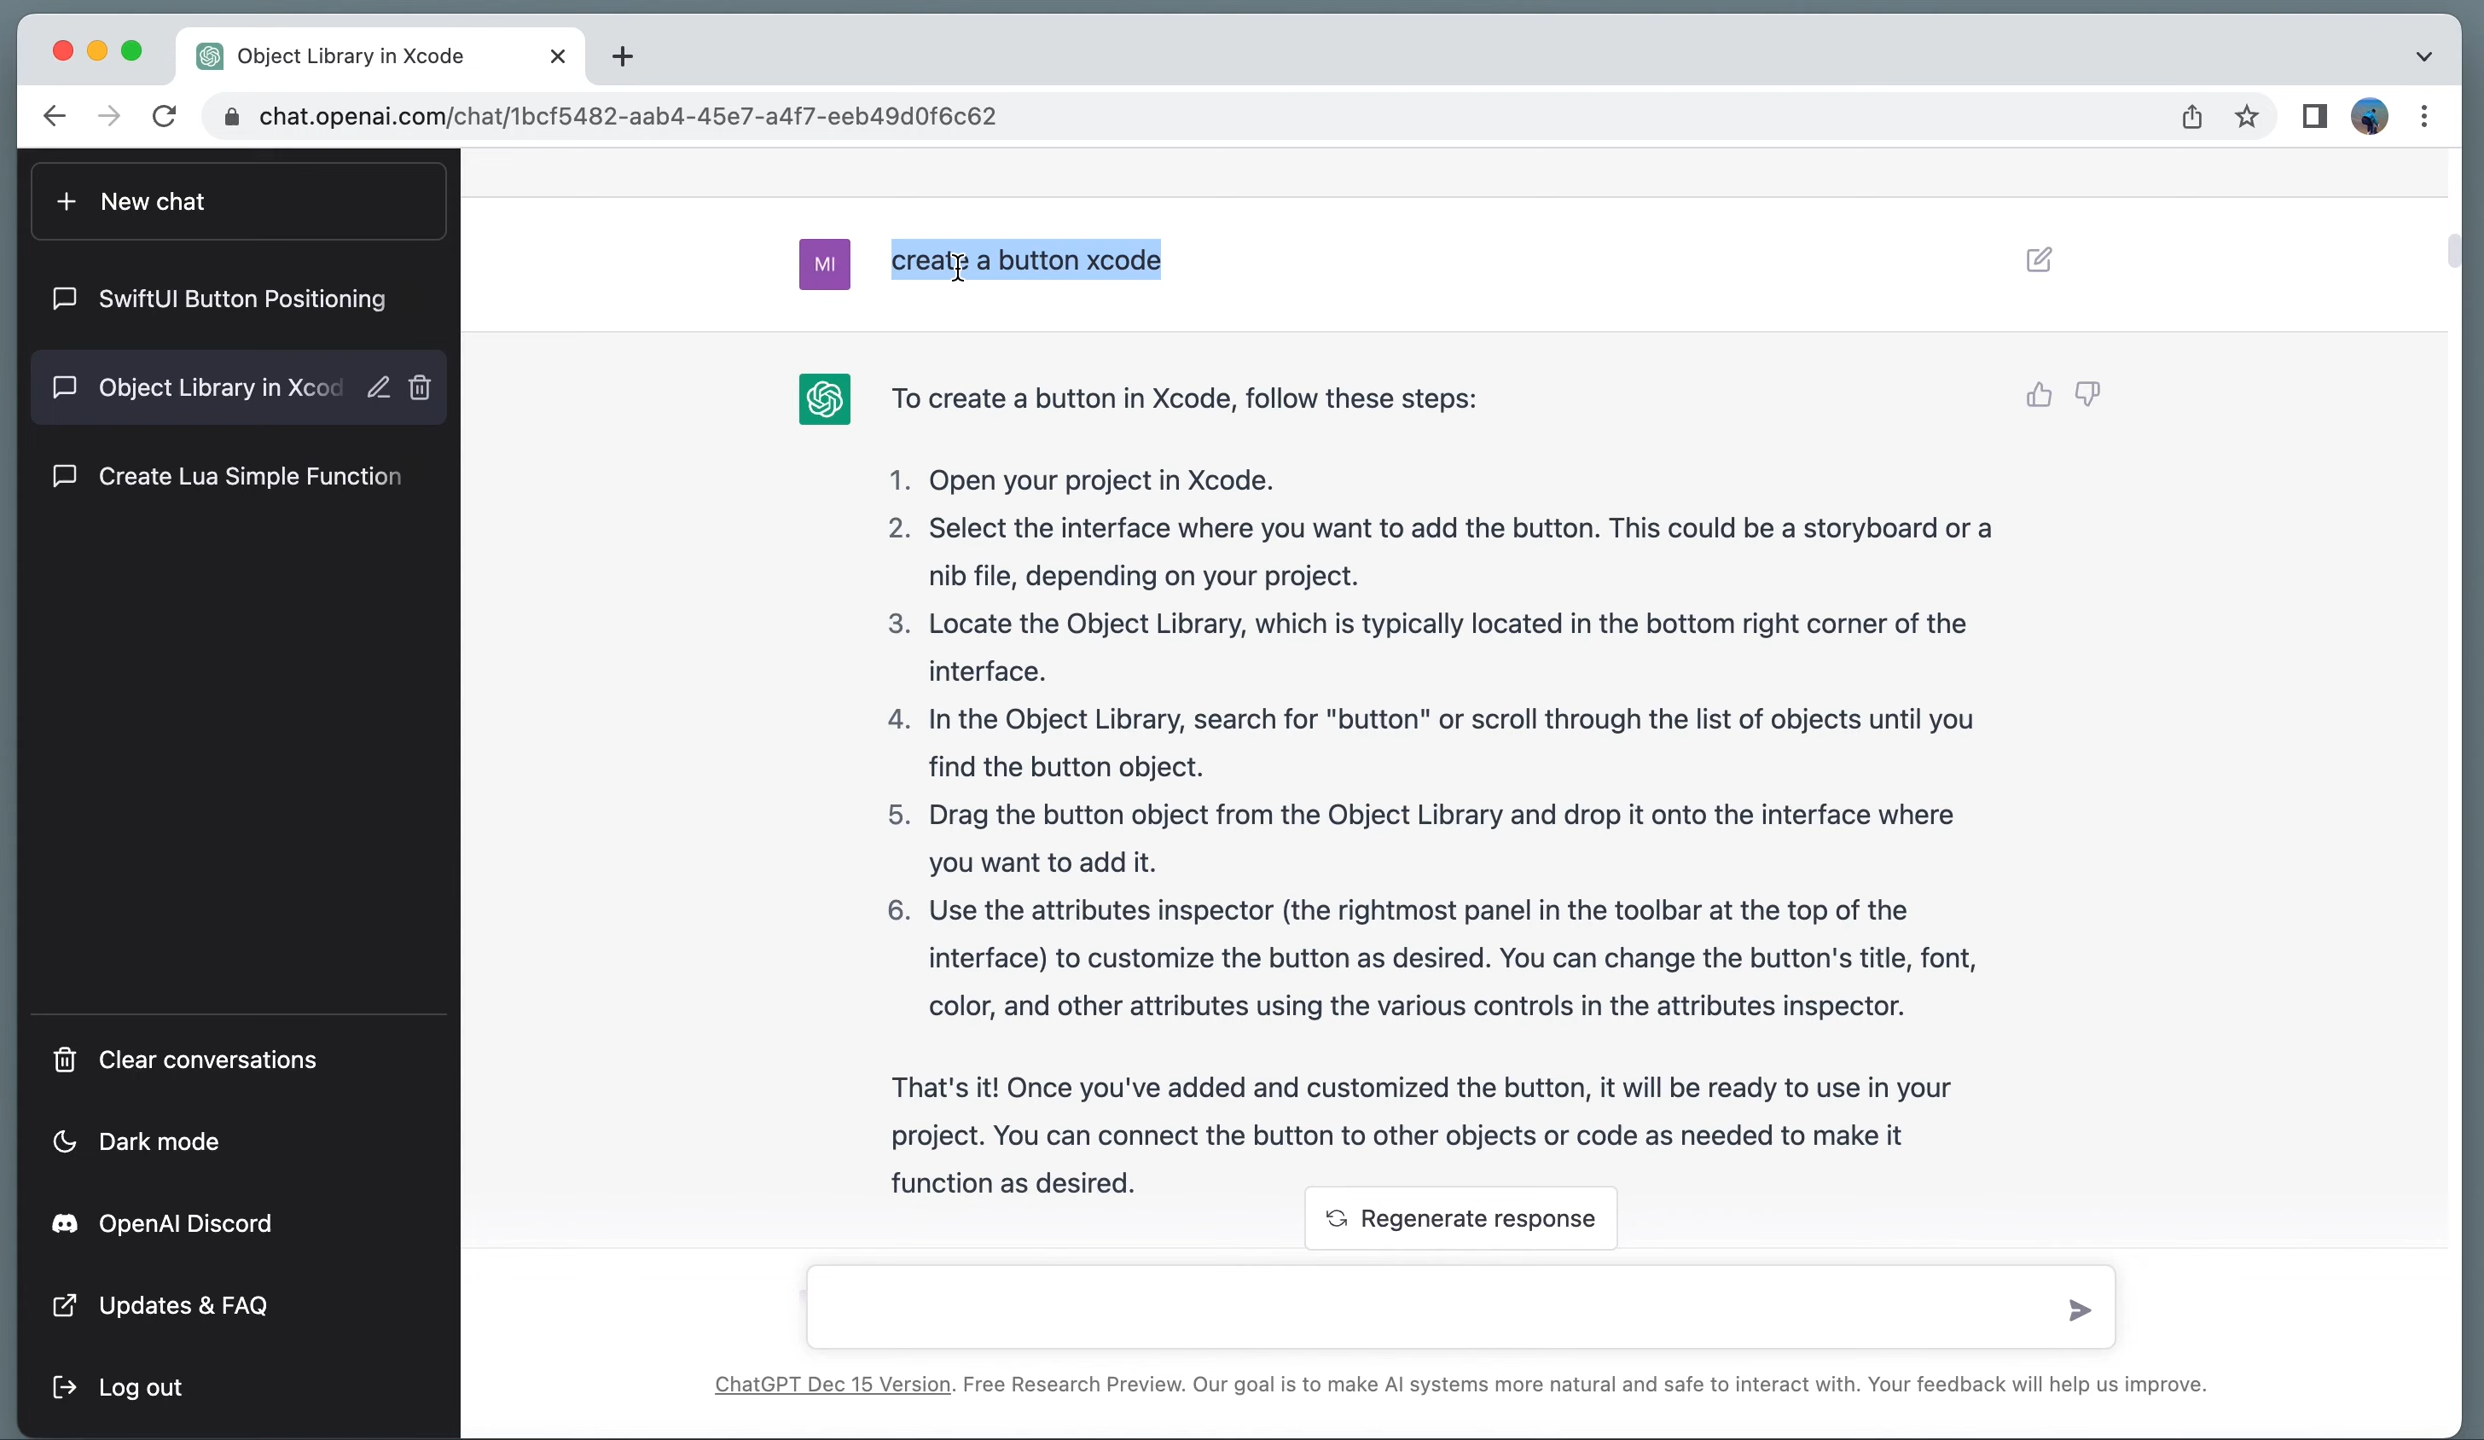 Object Library in Xcode
chat.openai.com/chat/1bcf5482-aab4-45e7-a4f7-eeb49d0f6c62
New chat
SwiftUI Button Positioning
Object Library in Xcod
Create Lua Simple Function
Clear conversations
Dark mode
OpenAI Discord
Updates & FAQ
Log out
MI
create a button xcode
To create a button in Xcode, follow these steps:
1. Open your project in Xcode.
2. Select the interface where you want to add the button. This could be a storyboard or a
nib file, depending on your project.
3. Locate the Object Library, which is typically located in the bottom right corner of the
interface.
4. In the Object Library, search for "button" or scroll through the list of objects until you
find the button object.
5. Drag the button object from the Object Library and drop it onto the interface where
you want to add it.
6. Use the attributes inspector (the rightmost panel in the toolbar at the top of the
interface) to customize the button as desired. You can change the button's title, font,
color, and other attributes using the various controls in the attributes inspector.
That's it! Once you've added and customized the button, it will be ready to use in your
project. You can connect the button to other objects or code as needed to make it
function as desired.
Regenerate response
ChatGPT Dec 15 Version. Free Research Preview. Our goal is to make AI systems more natural and safe to interact with. Your feedback will help us improve.